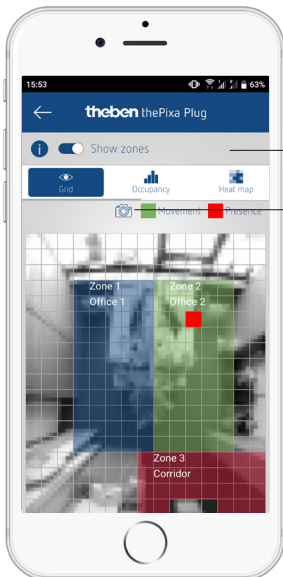 15:53 63%
theben thePixa Plug
i Show zones
Grid Occupancy Heat map
Movement Presence
Zone 1 Zone 2
Office 1 Office 2
Zone 3
Corridor